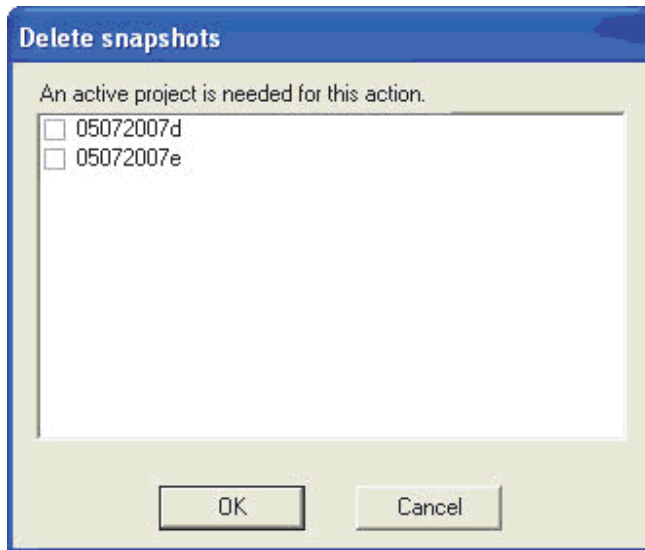 Delete snapshots
An active project is needed for this action.
05072007d
05072007e
OK
Cancel